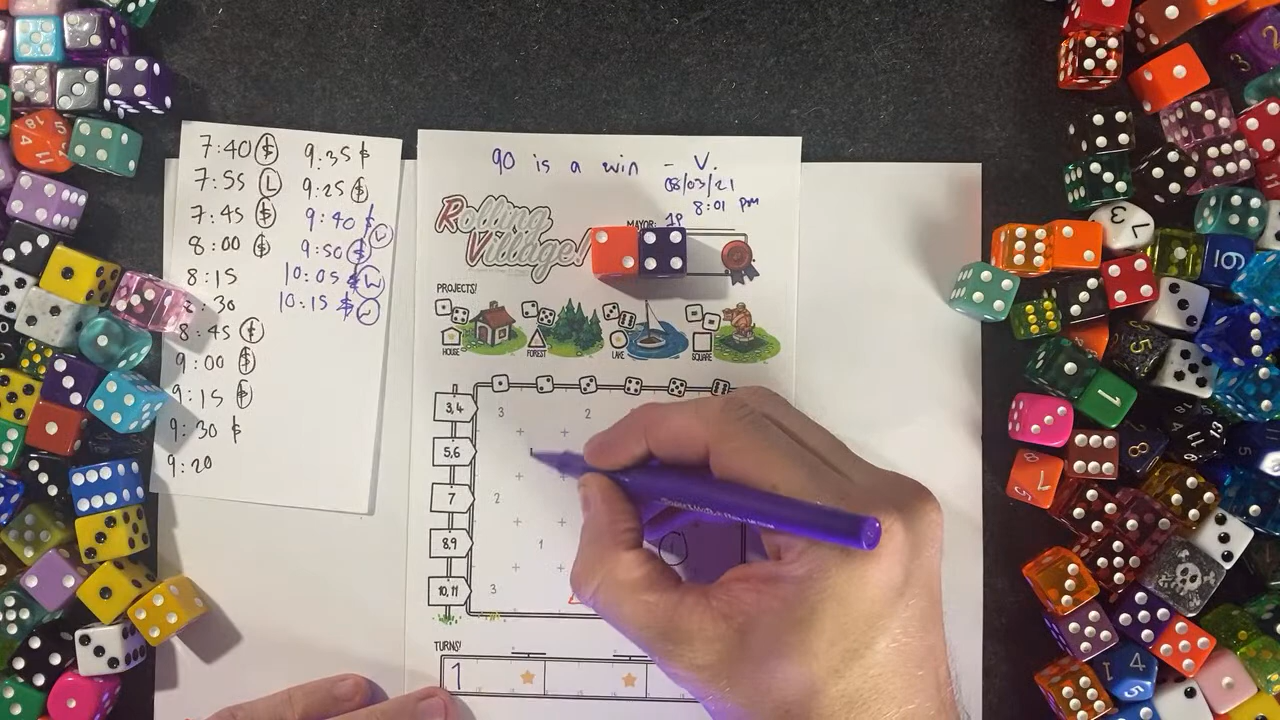 7:40 $
7:55 L
7:45 $
8:00 $
8:15
:30
8:45 $
9:00 $
9:15 $
9:30 $
9:20
9:35 $
9:25 $
9:40 $
9:50 $ W
10:05 $ W
10:15 $
90 is a win - V.
08/03/21
8:01 pm
1P
Rolling
Village!
MAYOR:
PROJECTS!
HOUSE FOREST LAKE SQUARE
3,4
5,6
7
8,9
10,11
3 2
2
1 1
3
TURNS!
1